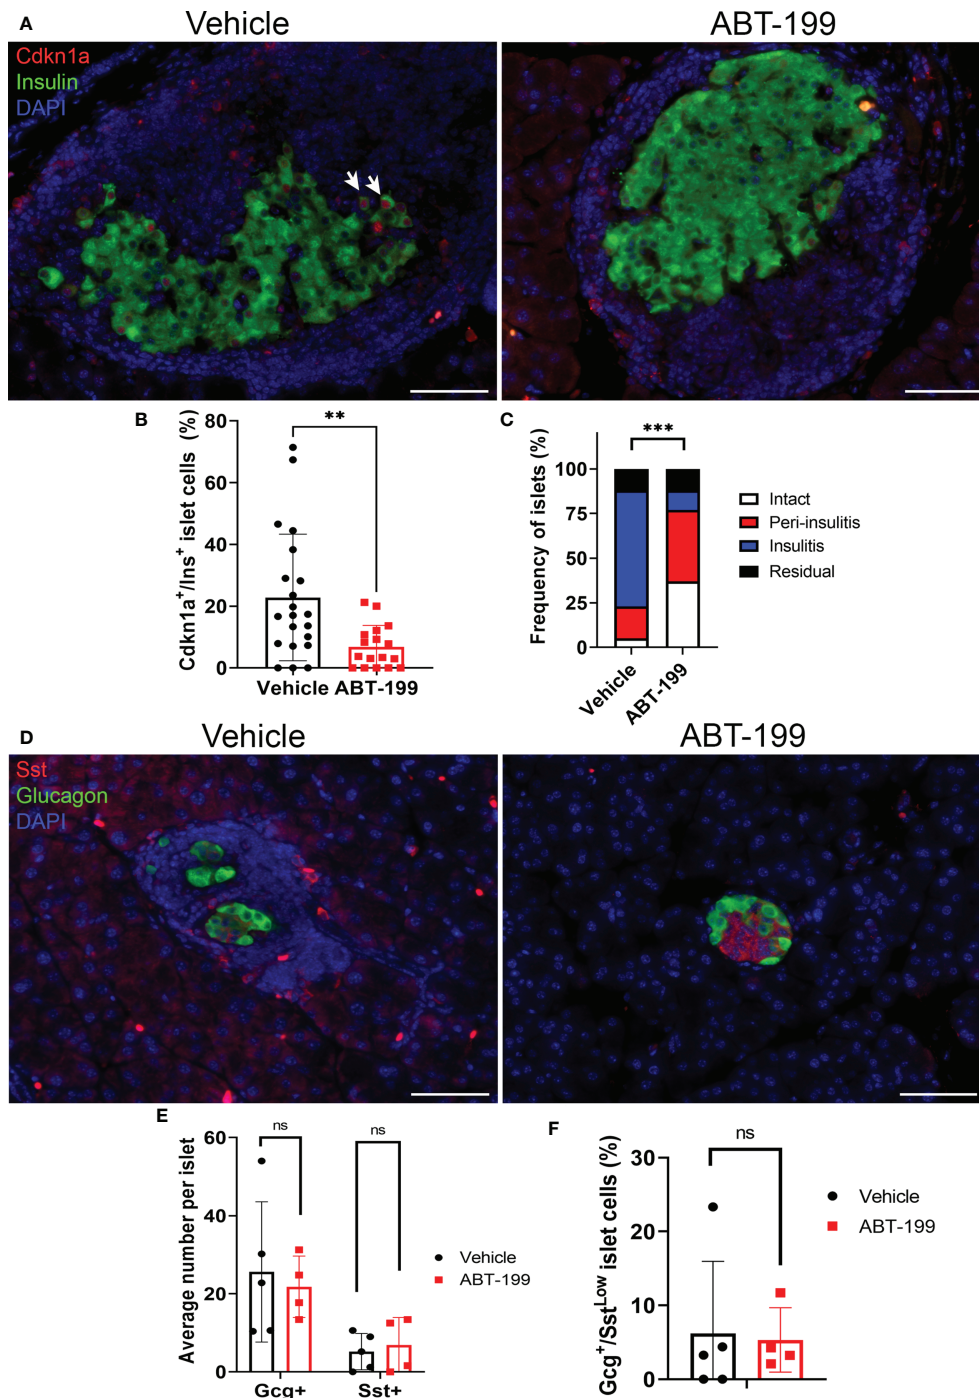 A
Vehicle
ABT-199
Cdkn1a
Insulin
DAPI
B
Cdkn1a+/Ins+ islet cells (%)
80
60
40
20
0
**
Vehicle ABT-199
C
Frequency of islets (%)
100
75
50
25
0
***
Vehicle
ABT-199
Intact
Peri-insulitis
Insulitis
Residual
D
Vehicle
ABT-199
Sst
Glucagon
DAPI
E
Average number per islet
60
40
20
0
ns
ns
Gcg+
Sst+
Vehicle
ABT-199
F
Gcg+/SstLow islet cells (%)
30
20
10
0
ns
Vehicle
ABT-199